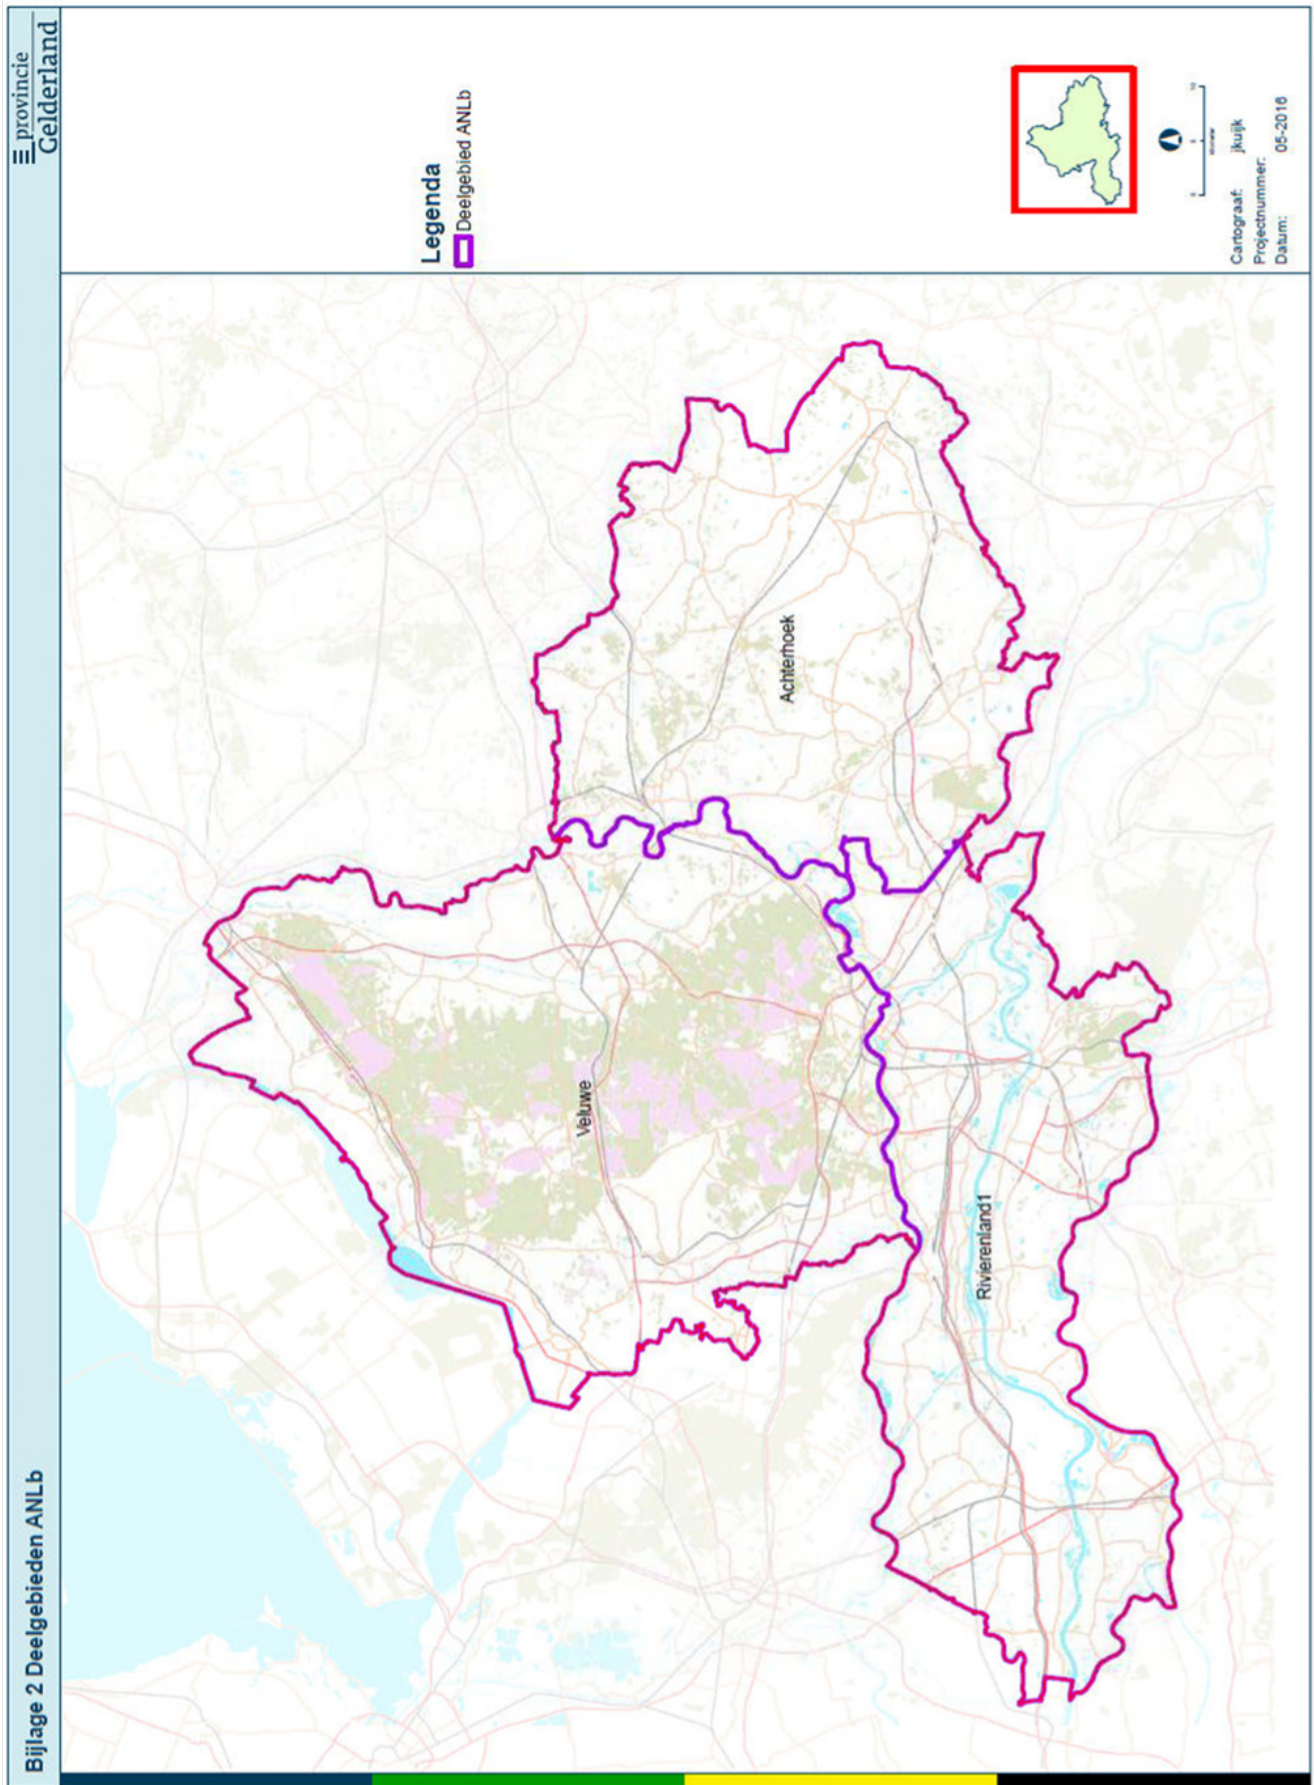 Bijlage 2 Deelgebieden ANLb
provincie
Gelderland
Legenda
Deelgebied ANLb
Veluwe
Achterhoek
Rivierenland1
Cartograaf: jkuijk
Projectnummer:
Datum: 05-2016